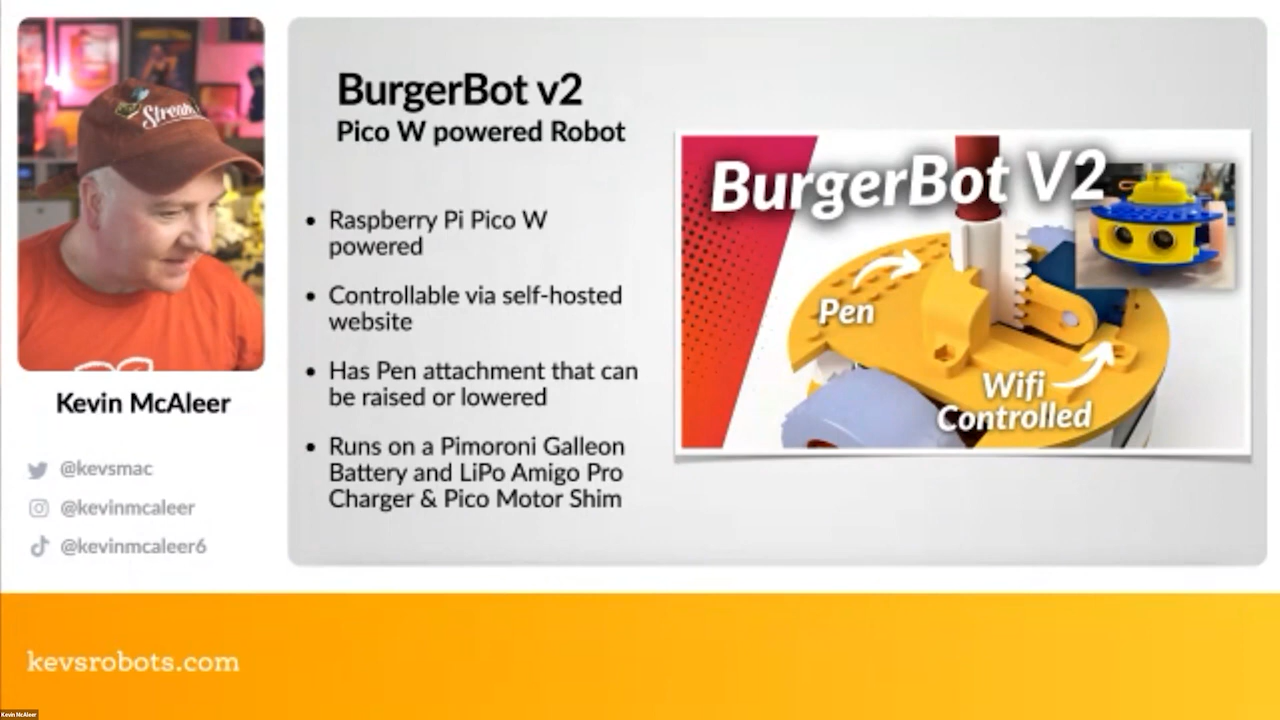 Stream
Kevin McAleer
@kevsmac
@kevinmcaleer
@kevinmcaleer6
BurgerBot v2
Pico W powered Robot
• Raspberry Pi Pico W
powered
• Controllable via self-hosted
website
• Has Pen attachment that can
be raised or lowered
• Runs on a Pimoroni Galleon
Battery and LiPo Amigo Pro
Charger & Pico Motor Shim
BurgerBot V2
Pen
Wifi
Controlled
kevsrobots.com
Kevin McAleer